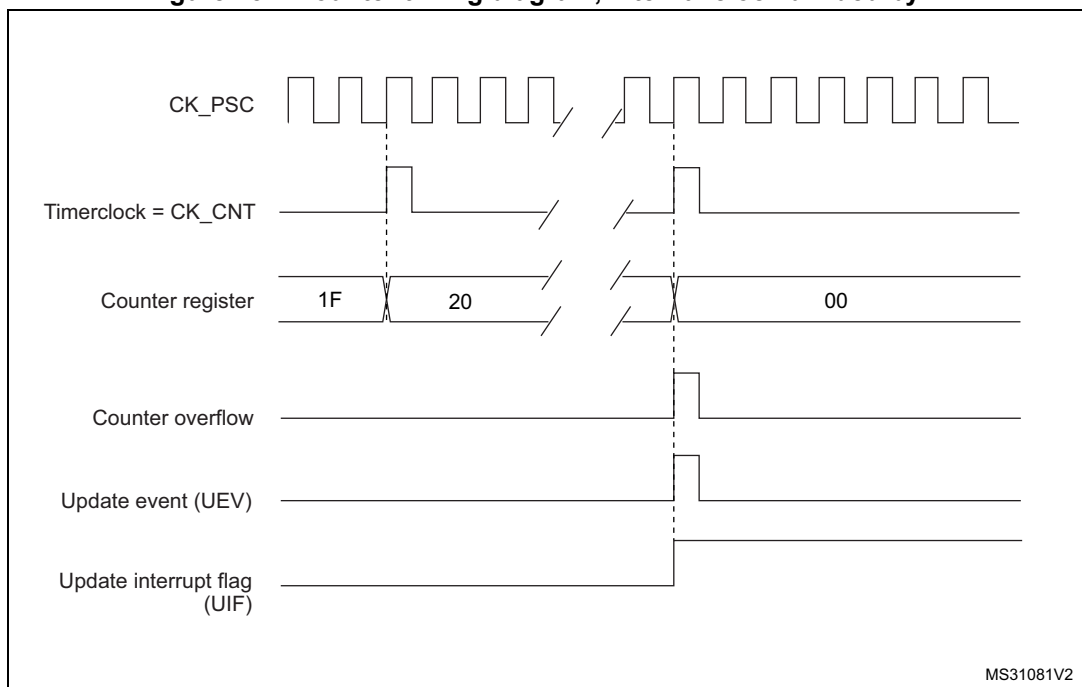 CK_PSC
Timerclock = CK_CNT
Counter register
1F
20
00
Counter overflow
Update event (UEV)
Update interrupt flag
(UIF)
MS31081V2